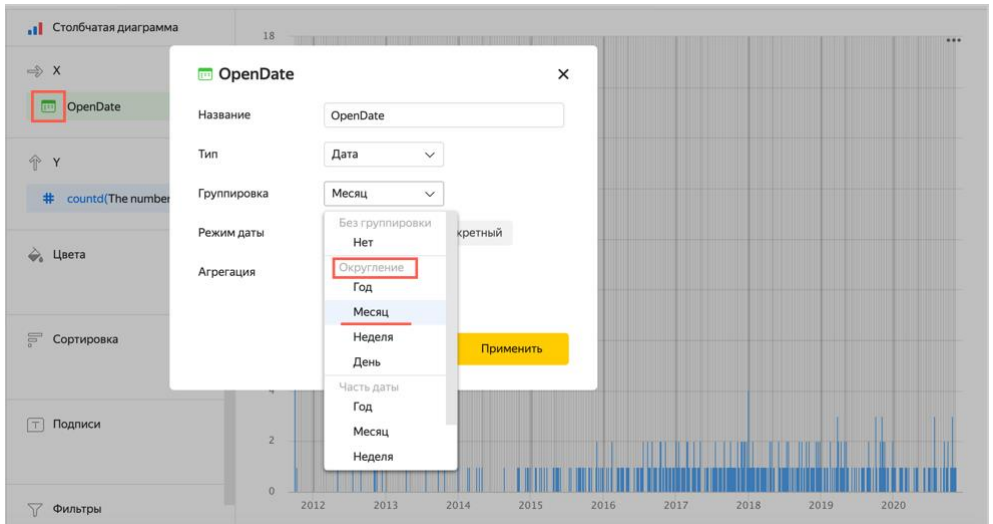 Столбчатая диаграмма
X
OpenDate
Y
countd(The number
Цвета
Сортировка
Подписи
Фильтры
OpenDate
Название
OpenDate
Тип
Дата
Группировка
Месяц
Режим даты
кретный
Агрегация
Без группировки
Нет
Округление
Год
Месяц
Неделя
День
Часть даты
Год
Месяц
Неделя
Применить
18
4
2
0
2012 2013 2014 2015 2016 2017 2018 2019 2020